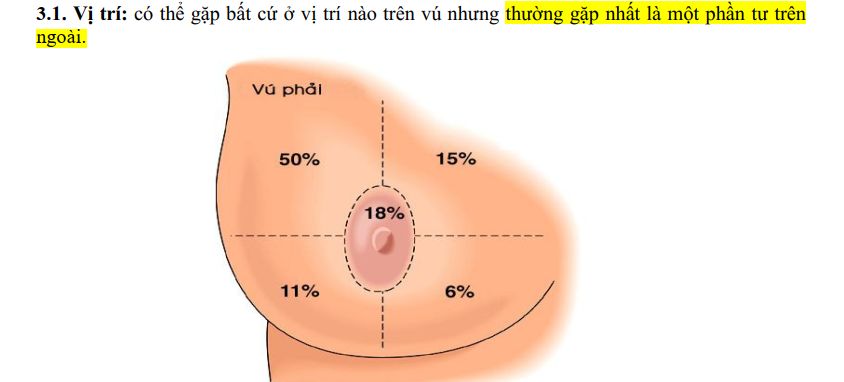 3.1. Vị trí: có thể gặp bất cứ ở vị trí nào trên vú nhưng thường gặp nhất là một phần tư trên
ngoài.
Vú phải
50%
15%
18%
11%
6%